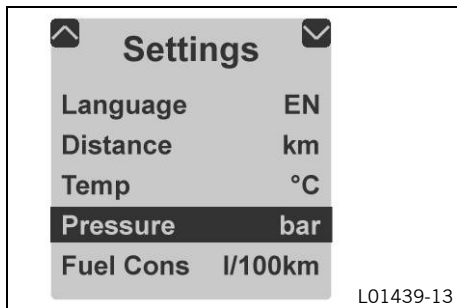 Settings
Language EN
Distance km
Temp °C
Pressure bar
Fuel Cons l/100km
L01439-13